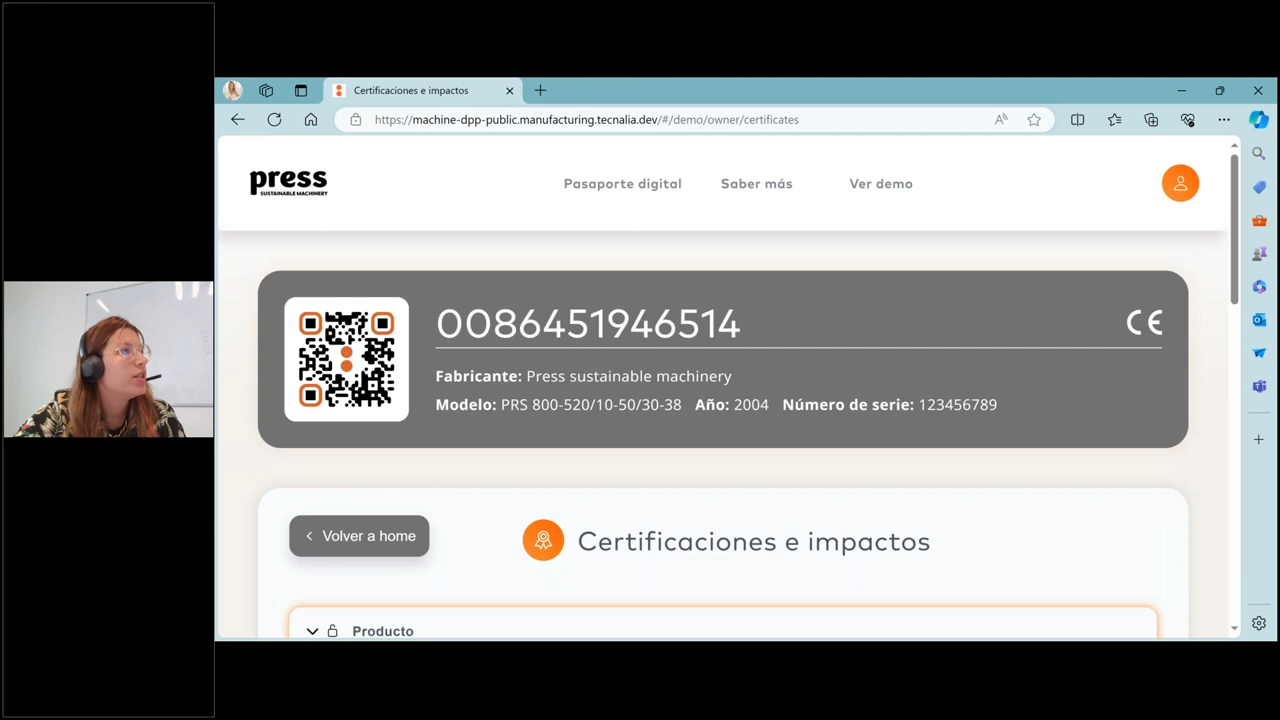 Certificaciones e impactos
https://machine-dpp-public.manufacturing.tecnalia.dev/#/demo/owner/certificates
press
SUSTAINABLE MACHINERY
Pasaporte digital
Saber más
Ver demo
0086451946514
CE
Fabricante: Press sustainable machinery
Modelo: PRS 800-520/10-50/30-38 Año: 2004 Número de serie: 123456789
Volver a home
Certificaciones e impactos
Producto